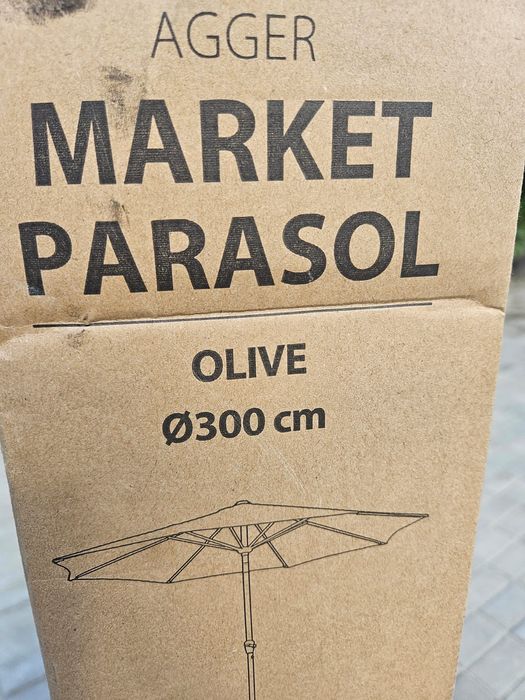 AGGER
MARKET
PARASOL
OLIVE
Ø300 cm